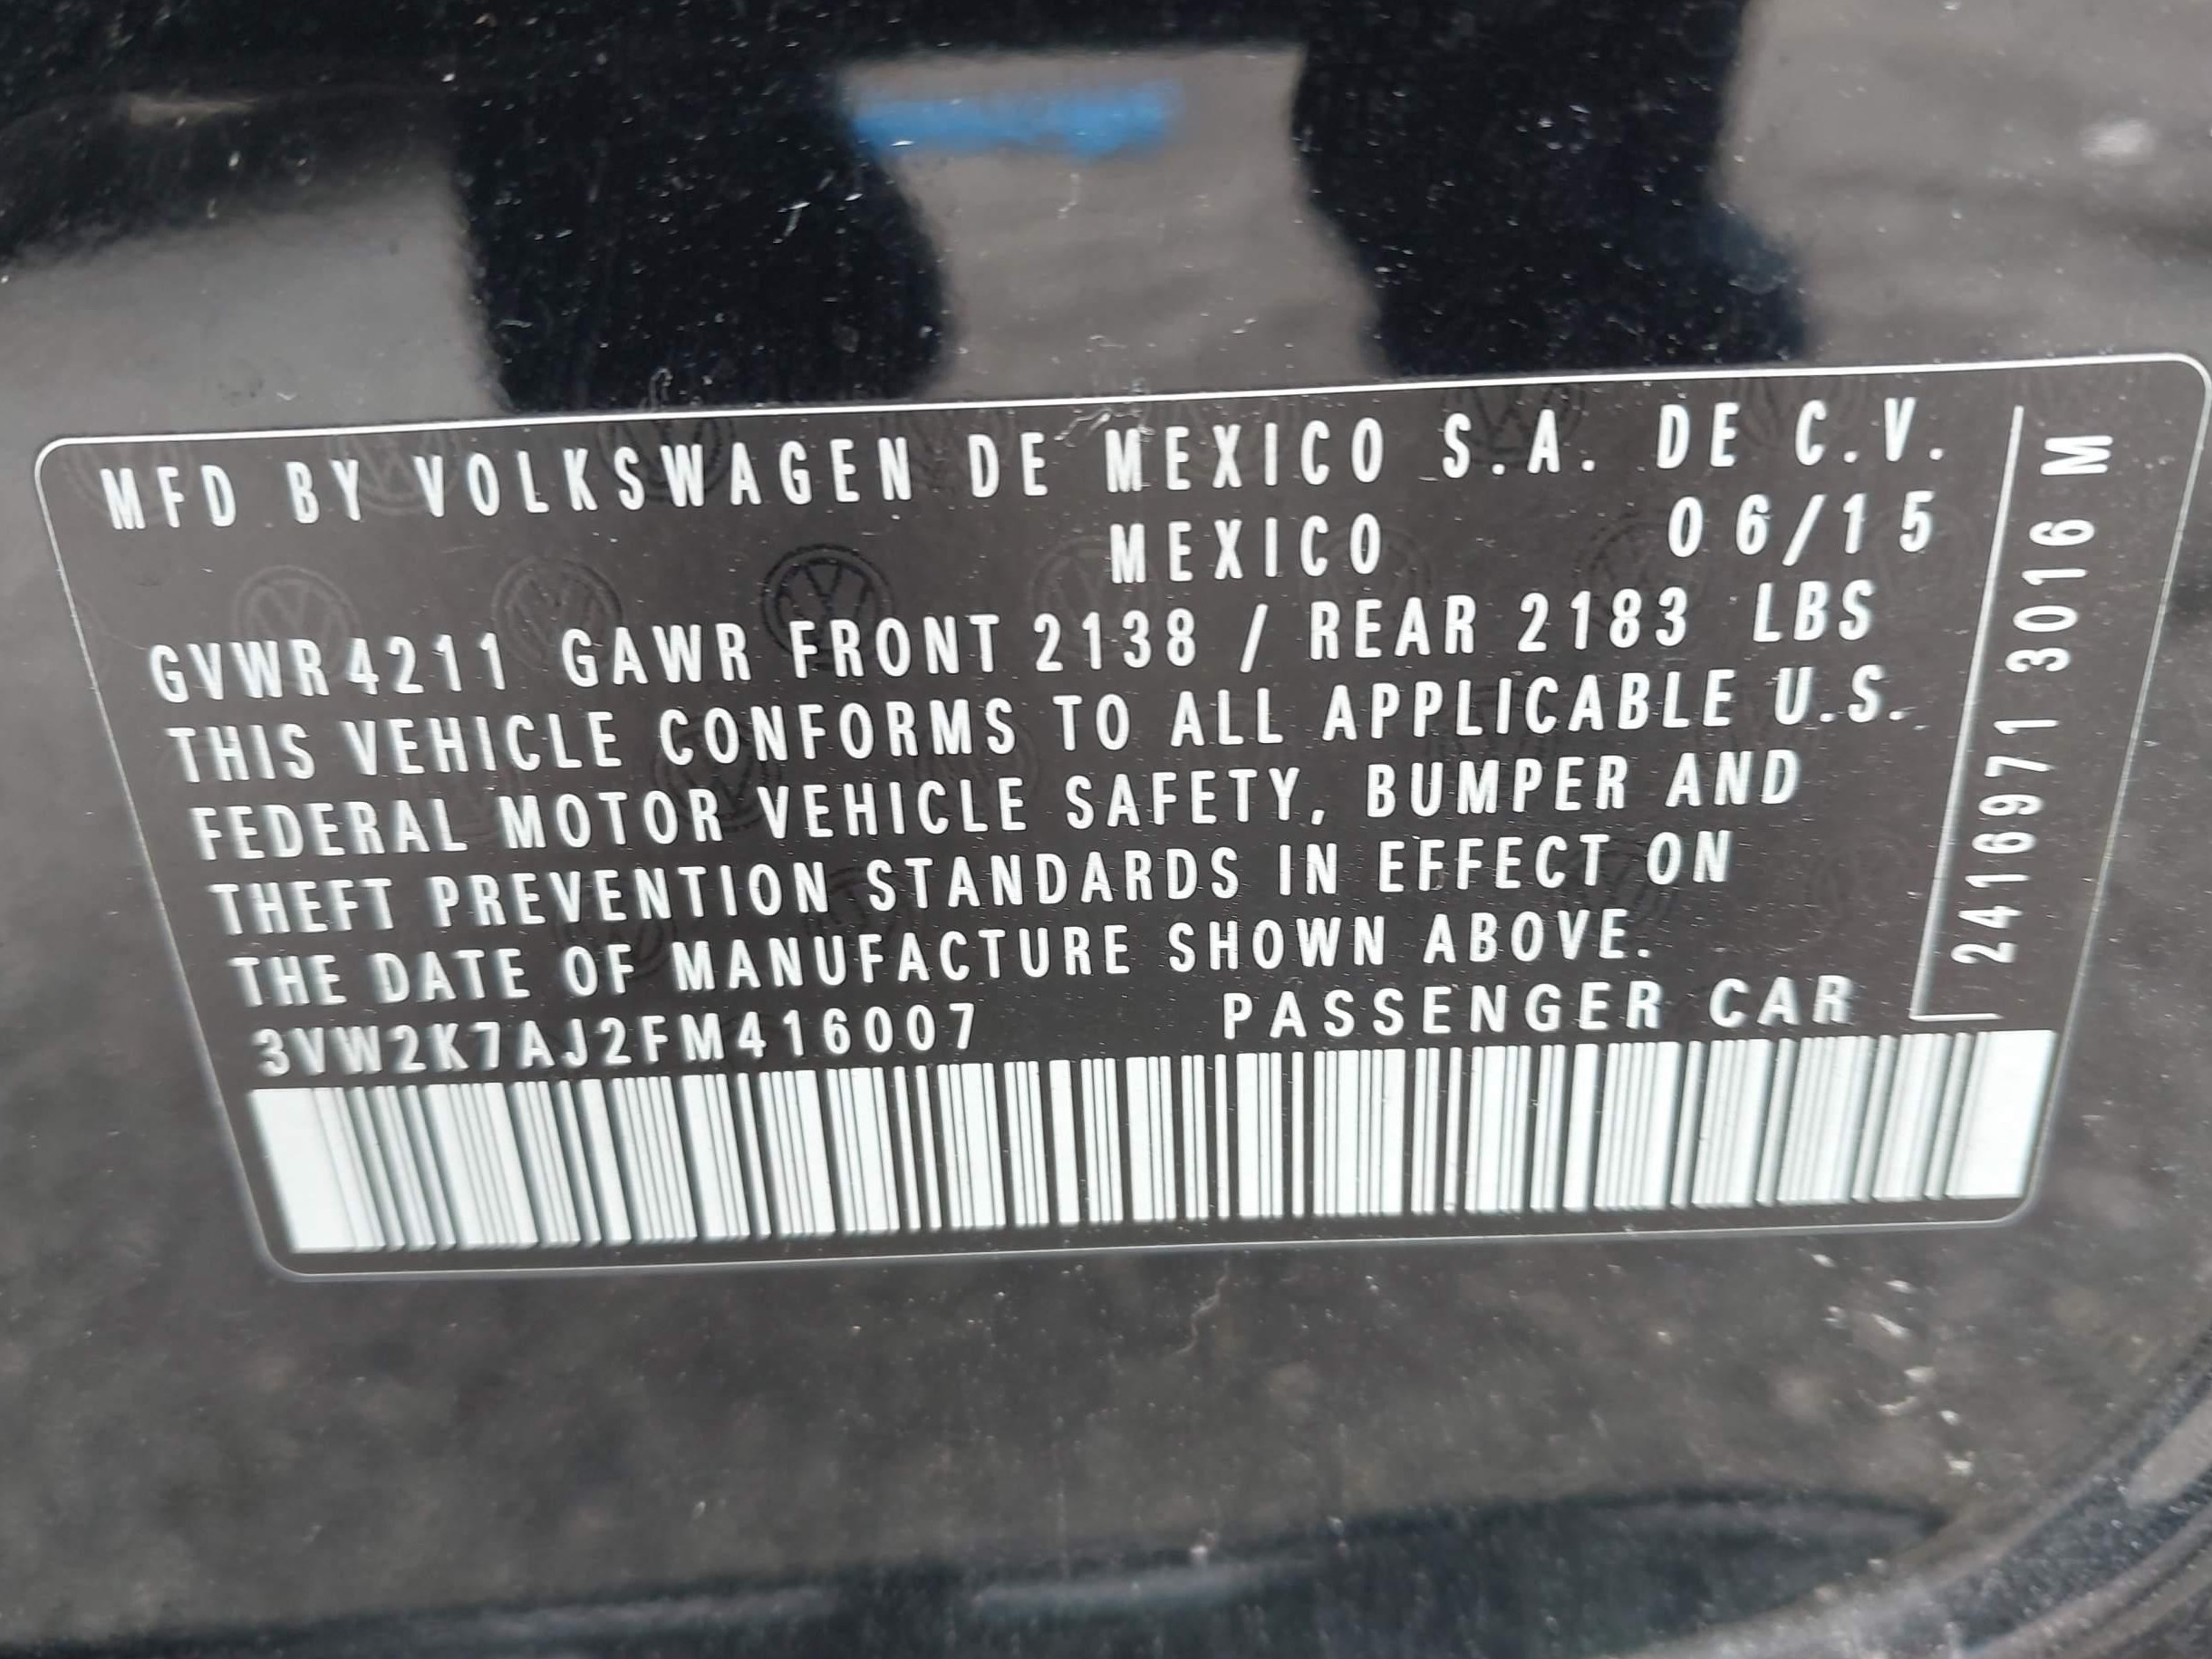 MFD BY VOLKSWAGEN DE MEXICO S.A. DE C.V.
MEXICO 06/15
GVWR 4211 GAWR FRONT 2138 / REAR 2183 LBS
THIS VEHICLE CONFORMS TO ALL APPLICABLE U.S.
FEDERAL MOTOR VEHICLE SAFETY, BUMPER AND
THEFT PREVENTION STANDARDS IN EFFECT ON
THE DATE OF MANUFACTURE SHOWN ABOVE.
3VW2K7AJ2FM416007 PASSENGER CAR
2416971 3016 M